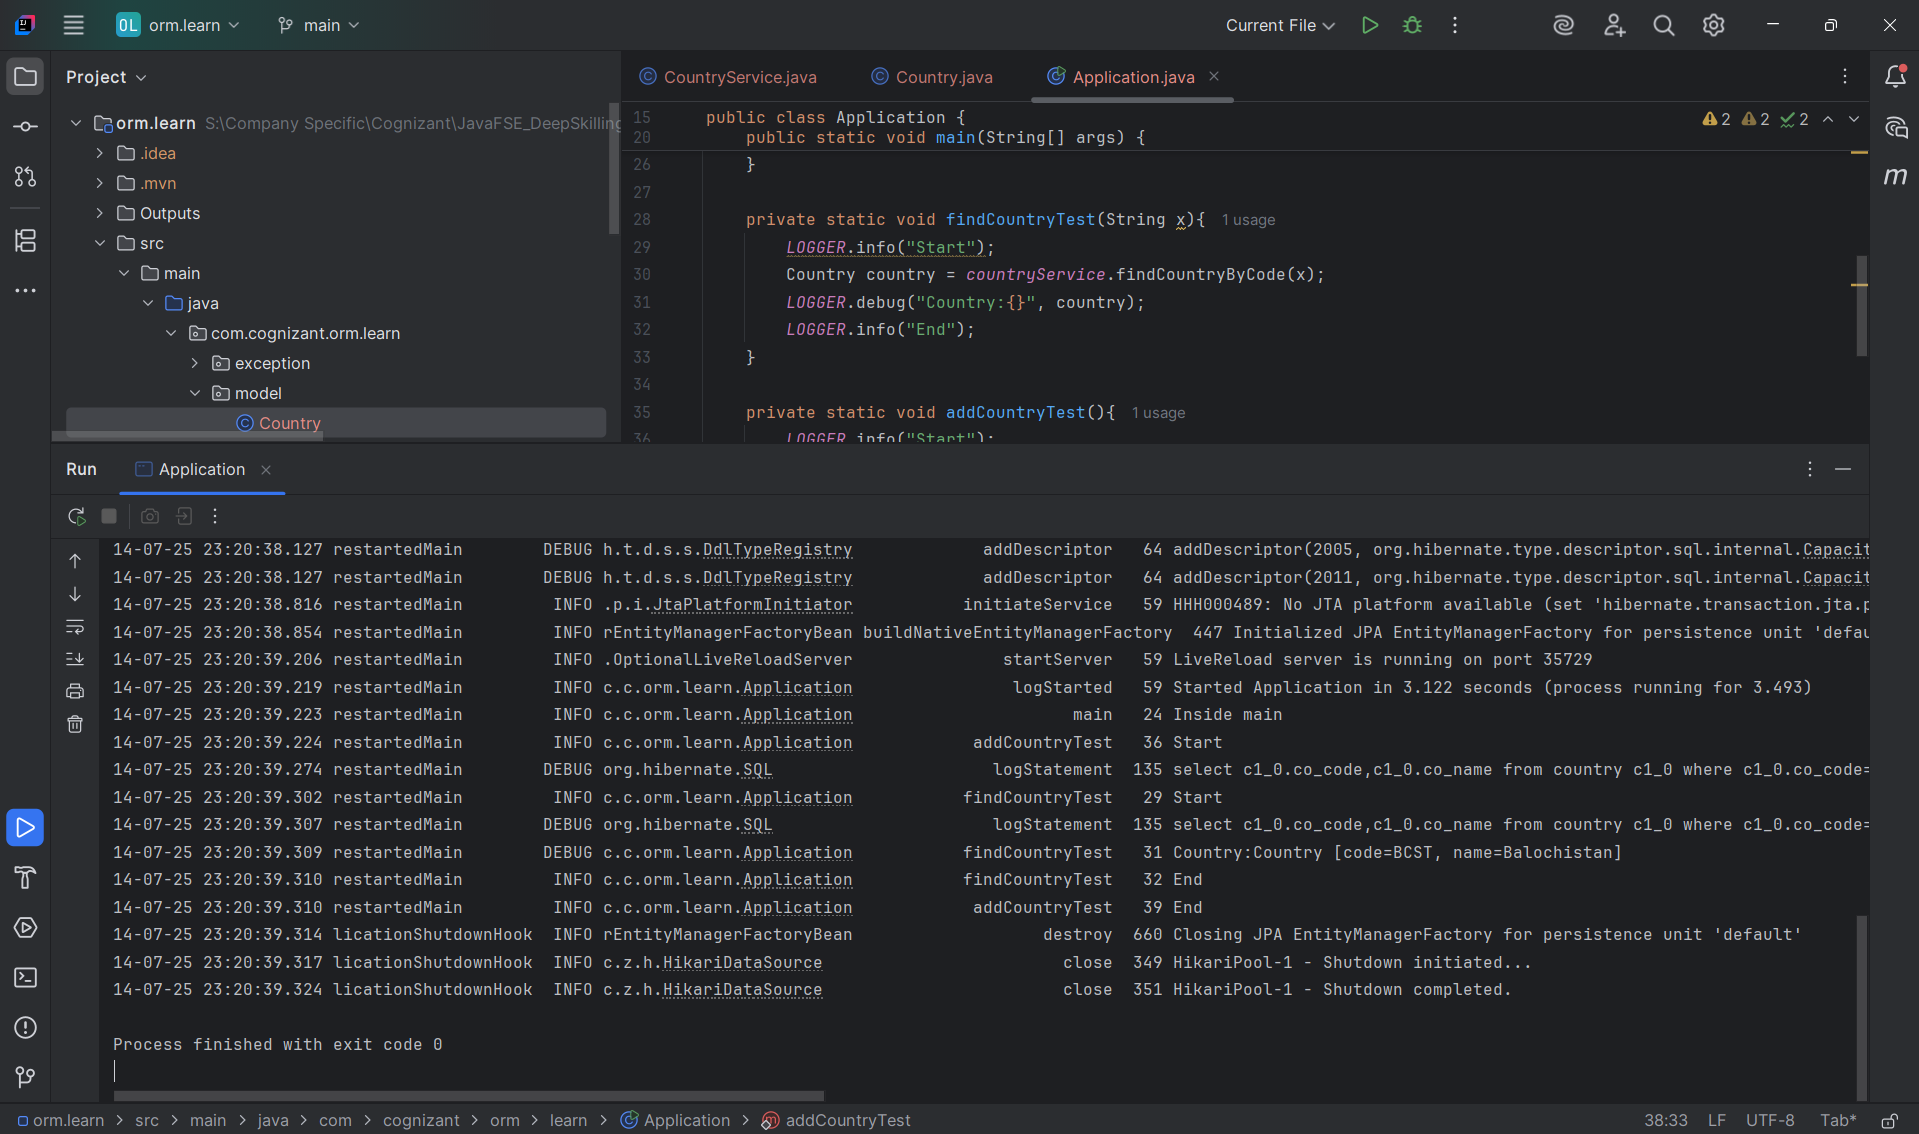 OL orm.learn main Current File
Project
orm.learn S:\Company Specific\Cognizant\JavaFSE_DeepSkilling
.idea
.mvn
Outputs
src
main
java
com.cognizant.orm.learn
exception
model
Country
CountryService.java Country.java Application.java
15 public class Application {
20 public static void main(String[] args) {
2 2 2
26 }
27
28 private static void findCountryTest(String x){ 1 usage
29 LOGGER.info("Start");
30 Country country = countryService.findCountryByCode(x);
31 LOGGER.debug("Country:{}", country);
32 LOGGER.info("End");
33 }
34
35 private static void addCountryTest(){ 1 usage
36 LOGGER.info("Start");
Run Application
14-07-25 23:20:38.127 restartedMain DEBUG h.t.d.s.s.DdlTypeRegistry addDescriptor 64 addDescriptor(2005, org.hibernate.type.descriptor.sql.internal.Capacit
14-07-25 23:20:38.127 restartedMain DEBUG h.t.d.s.s.DdlTypeRegistry addDescriptor 64 addDescriptor(2011, org.hibernate.type.descriptor.sql.internal.Capacit
14-07-25 23:20:38.816 restartedMain INFO .p.i.JtaPlatformInitiator initiateService 59 HHH000489: No JTA platform available (set 'hibernate.transaction.jta.p
14-07-25 23:20:38.854 restartedMain INFO rEntityManagerFactoryBean buildNativeEntityManagerFactory 447 Initialized JPA EntityManagerFactory for persistence unit 'defau
14-07-25 23:20:39.206 restartedMain INFO .OptionalLiveReloadServer startServer 59 LiveReload server is running on port 35729
14-07-25 23:20:39.219 restartedMain INFO c.c.orm.learn.Application logStarted 59 Started Application in 3.122 seconds (process running for 3.493)
14-07-25 23:20:39.223 restartedMain INFO c.c.orm.learn.Application main 24 Inside main
14-07-25 23:20:39.224 restartedMain INFO c.c.orm.learn.Application addCountryTest 36 Start
14-07-25 23:20:39.274 restartedMain DEBUG org.hibernate.SQL logStatement 135 select c1_0.co_code,c1_0.co_name from country c1_0 where c1_0.co_code=
14-07-25 23:20:39.302 restartedMain INFO c.c.orm.learn.Application findCountryTest 29 Start
14-07-25 23:20:39.307 restartedMain DEBUG org.hibernate.SQL logStatement 135 select c1_0.co_code,c1_0.co_name from country c1_0 where c1_0.co_code=
14-07-25 23:20:39.309 restartedMain DEBUG c.c.orm.learn.Application findCountryTest 31 Country:Country [code=BCST, name=Balochistan]
14-07-25 23:20:39.310 restartedMain INFO c.c.orm.learn.Application findCountryTest 32 End
14-07-25 23:20:39.310 restartedMain INFO c.c.orm.learn.Application addCountryTest 39 End
14-07-25 23:20:39.314 licationShutdownHook INFO rEntityManagerFactoryBean destroy 660 Closing JPA EntityManagerFactory for persistence unit 'default'
14-07-25 23:20:39.317 licationShutdownHook INFO c.z.h.HikariDataSource close 349 HikariPool-1 - Shutdown initiated...
14-07-25 23:20:39.324 licationShutdownHook INFO c.z.h.HikariDataSource close 351 HikariPool-1 - Shutdown completed.
Process finished with exit code 0
orm.learn > src > main > java > com > cognizant > orm > learn > Application > addCountryTest 38:33 LF UTF-8 Tab*